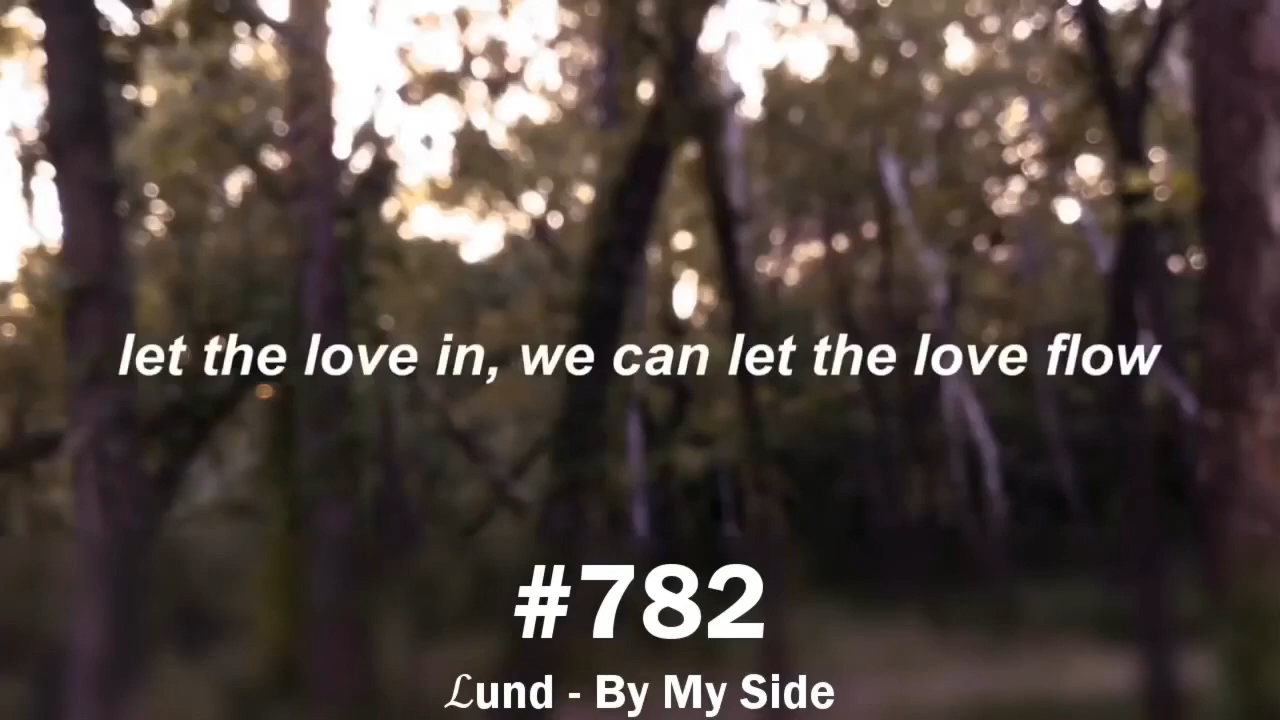 let the love in, we can let the love flow
#782
ℒund - By My Side